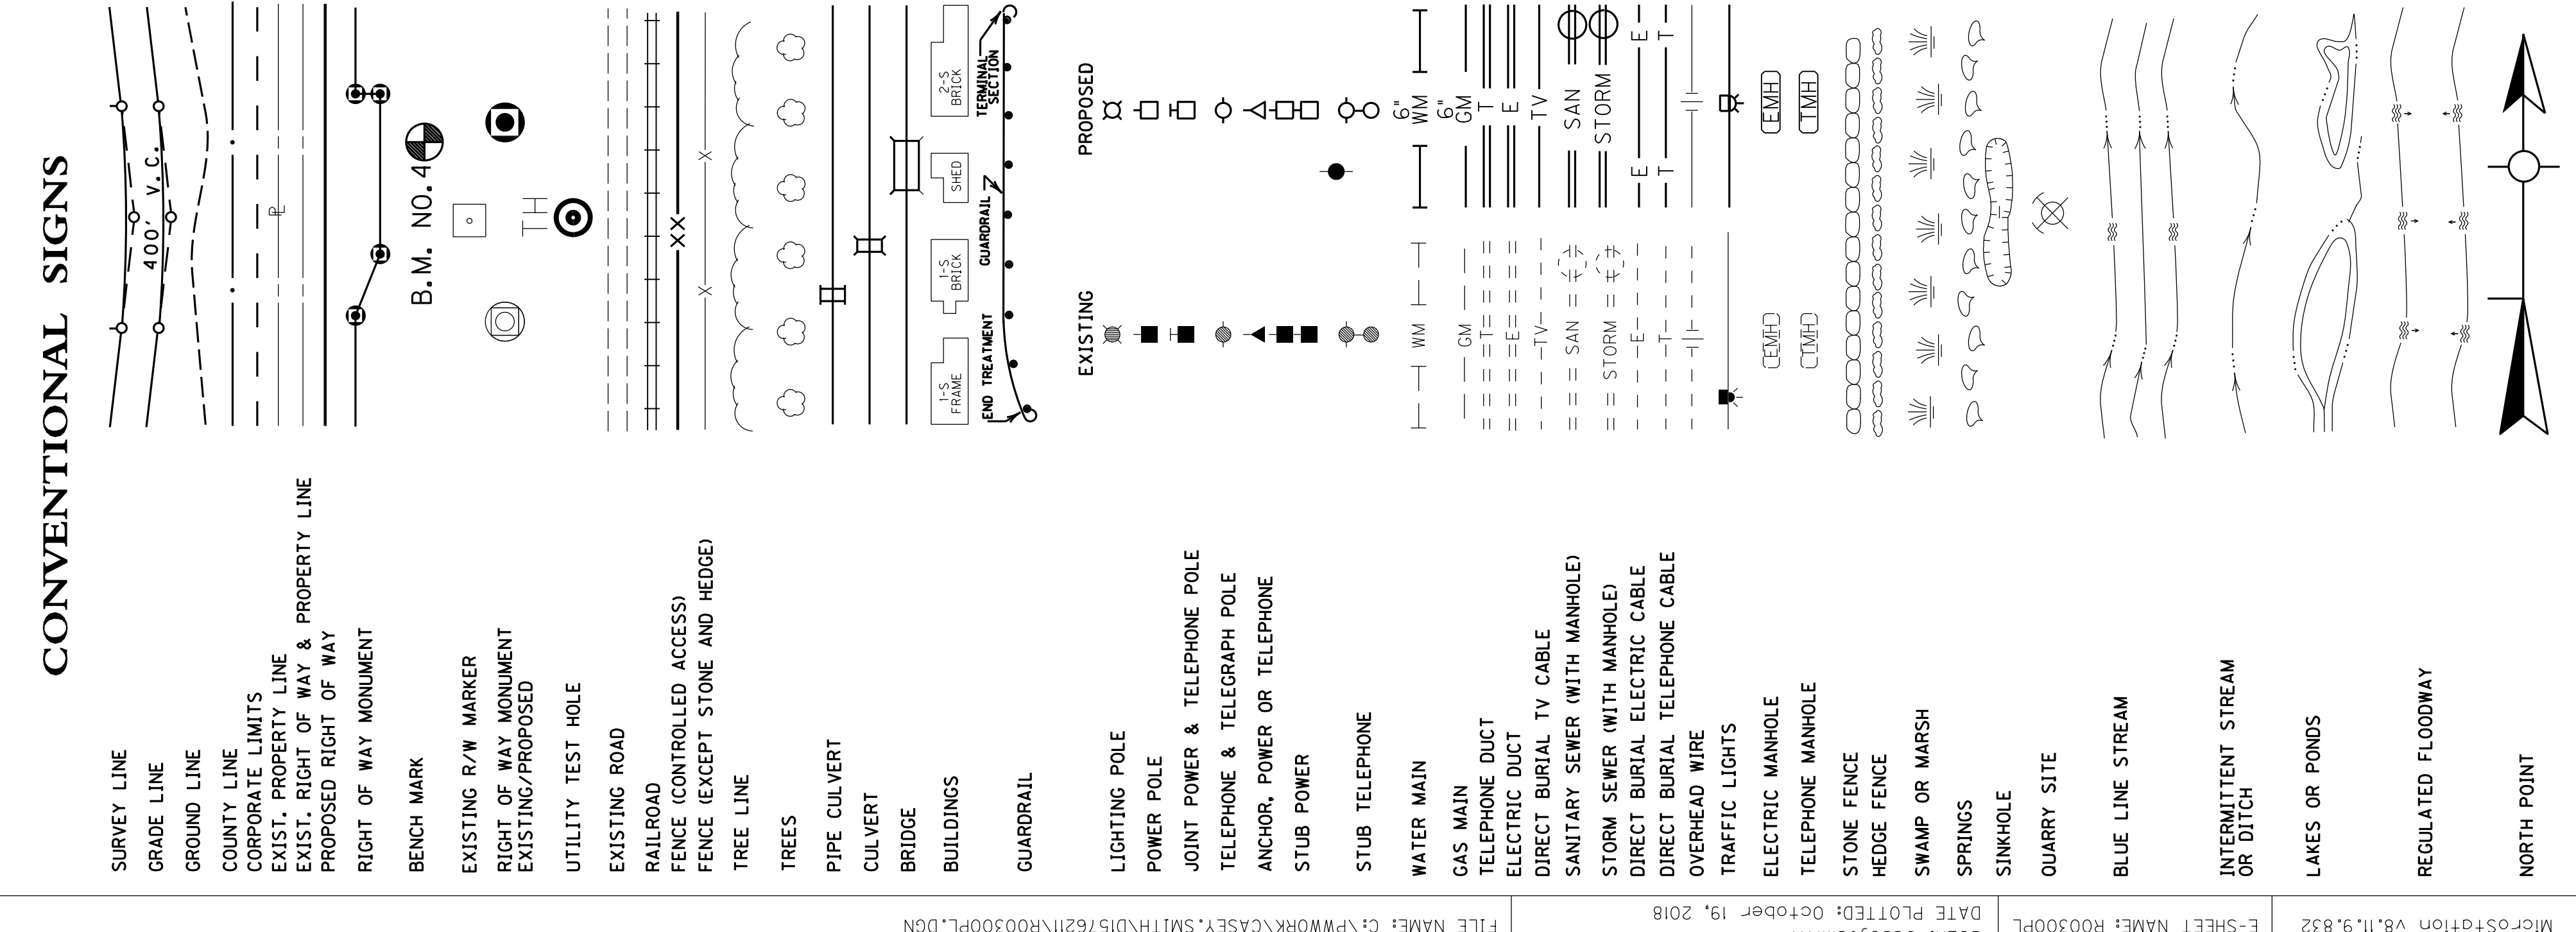 CONVENTIONAL SIGNS
SURVEY LINE
GRADE LINE
400' V.C.
GROUND LINE
COUNTY LINE
CORPORATE LIMITS
EXIST. PROPERTY LINE
EXIST. RIGHT OF WAY & PROPERTY LINE
PROPOSED RIGHT OF WAY
RIGHT OF WAY MONUMENT
BENCH MARK
B.M. NO.4
EXISTING R/W MARKER
RIGHT OF WAY MONUMENT
EXISTING/PROPOSED
UTILITY TEST HOLE
TH
EXISTING ROAD
RAILROAD
FENCE (CONTROLLED ACCESS)
XX
FENCE (EXCEPT STONE AND HEDGE)
X X
TREE LINE
TREES
PIPE CULVERT
CULVERT
BRIDGE
BUILDINGS
1-S
FRAME
1-S
BRICK
SHED
2-S
BRICK
GUARDRAIL
END TREATMENT
GUARDRAIL
TERMINAL
SECTION
EXISTING PROPOSED
LIGHTING POLE
POWER POLE
JOINT POWER & TELEPHONE POLE
TELEPHONE & TELEGRAPH POLE
ANCHOR, POWER OR TELEPHONE
STUB POWER
STUB TELEPHONE
WATER MAIN WM 6" WM
GAS MAIN GM 6" GM
TELEPHONE DUCT T T
ELECTRIC DUCT E E
DIRECT BURIAL TV CABLE TV TV
SANITARY SEWER (WITH MANHOLE) SAN SAN
STORM SEWER (WITH MANHOLE) STORM STORM
DIRECT BURIAL ELECTRIC CABLE E E E
DIRECT BURIAL TELEPHONE CABLE T T T
OVERHEAD WIRE
TRAFFIC LIGHTS
ELECTRIC MANHOLE EMH EMH
TELEPHONE MANHOLE TMH TMH
STONE FENCE
HEDGE FENCE
SWAMP OR MARSH
SPRINGS
SINKHOLE
QUARRY SITE
BLUE LINE STREAM
INTERMITTENT STREAM
OR DITCH
LAKES OR PONDS
REGULATED FLOODWAY
NORTH POINT
MicroStation v8.11.9.832
E-SHEET NAME: R00300PL
DATE PLOTTED: October 19, 2018
FILE NAME: C:\PWWORK\CASEY.SMITH\D1576211\R00300PL.DGN